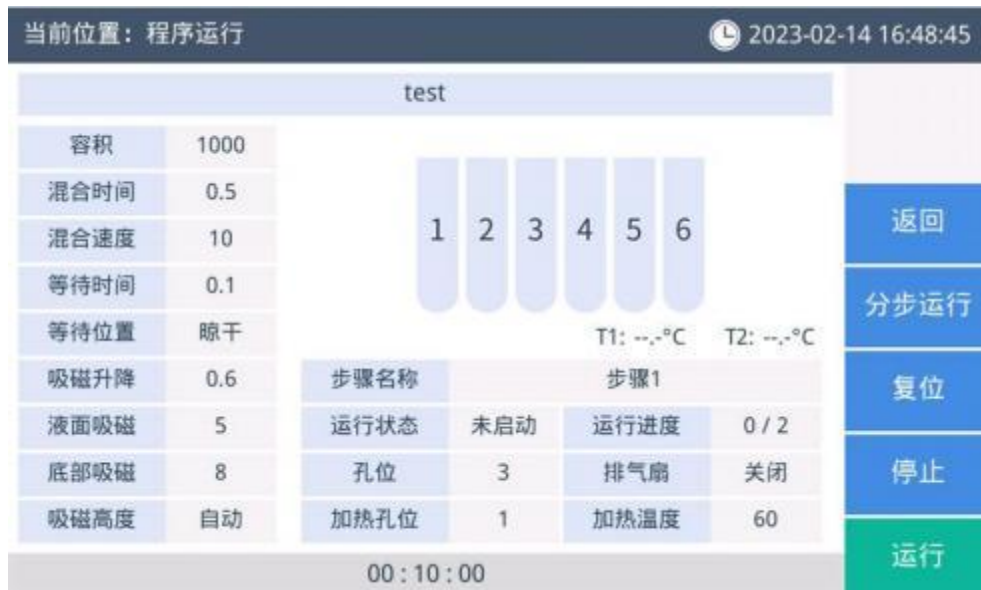 当前位置：程序运行
2023-02-14 16:48:45
test
容积 1000
混合时间 0.5
混合速度 10
等待时间 0.1
等待位置 晾干
吸磁升降 0.6
液面吸磁 5
底部吸磁 8
吸磁高度 自动
1 2 3 4 5 6
T1: --.-°C T2: --.-°C
步骤名称 步骤1
运行状态 未启动 运行进度 0 / 2
孔位 3 排气扇 关闭
加热孔位 1 加热温度 60
00 : 10 : 00
返回
分步运行
复位
停止
运行